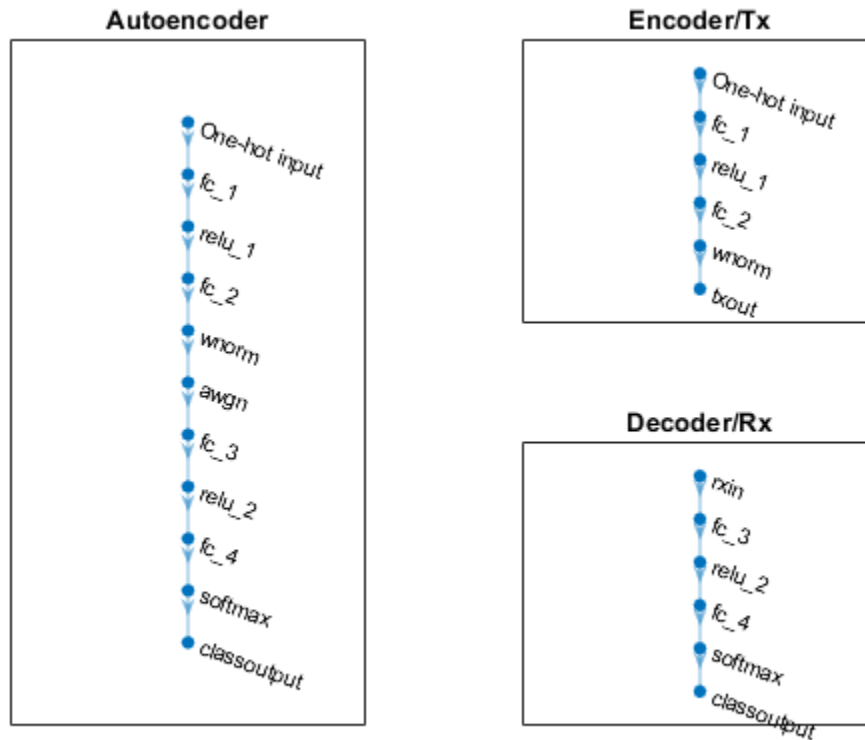 Autoencoder
One-hot input
fc_1
relu_1
fc_2
wnorm
awgn
fc_3
relu_2
fc_4
softmax
classoutput
Encoder/Tx
One-hot input
fc_1
relu_1
fc_2
wnorm
txout
Decoder/Rx
rxin
fc_3
relu_2
fc_4
softmax
classoutput